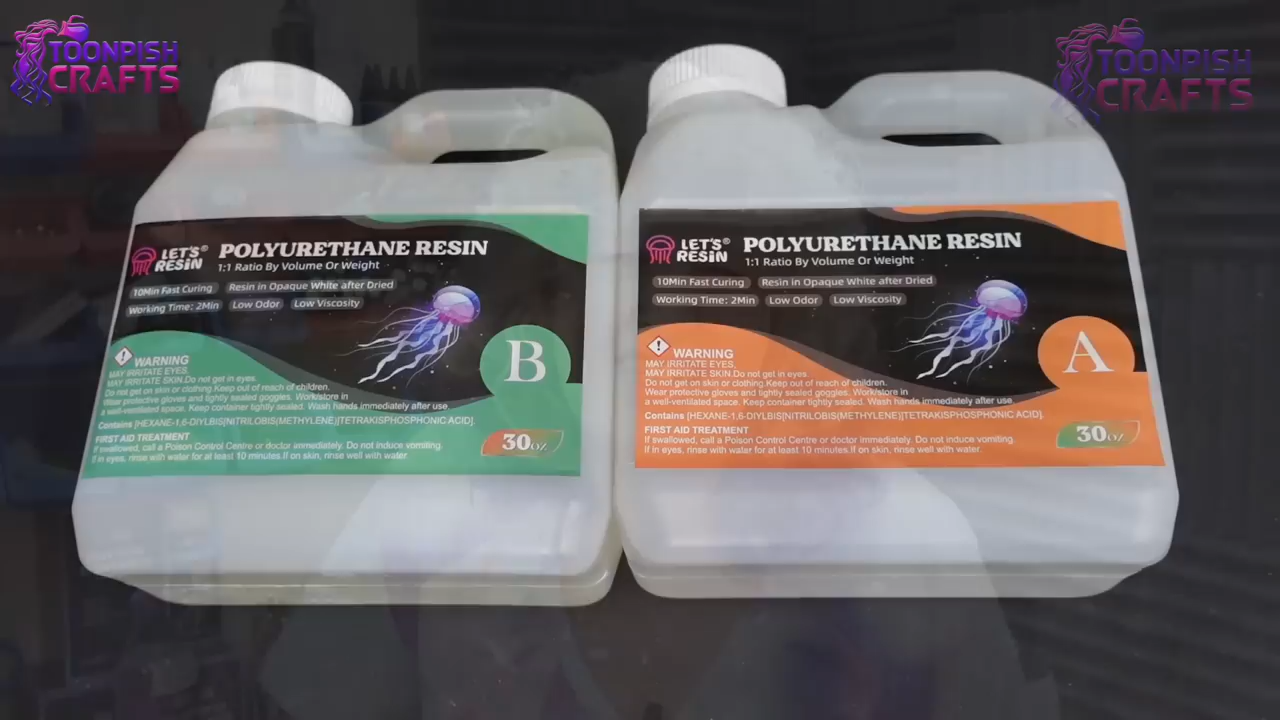 TOONPISH
CRAFTS
TOONPISH
CRAFTS
LET'S®
RESIN
POLYURETHANE RESIN
1:1 Ratio By Volume Or Weight
10Min Fast Curing
Resin in Opaque White after Dried
Working Time: 2Min
Low Odor
Low Viscosity
WARNING
MAY IRRITATE EYES,
MAY IRRITATE SKIN.Do not get in eyes.
Do not get on skin or clothing.Keep out of reach of children.
Wear protective gloves and tightly sealed goggles. Work/store in
a well-ventilated space. Keep container tightly sealed. Wash hands immediately after use
Contains [HEXANE-1,6-DIYLBIS[NITRILOBIS(METHYLENE)]TETRAKISPHOSPHONIC ACID].
FIRST AID TREATMENT
If swallowed, call a Poison Control Centre or doctor immediately. Do not induce vomiting.
If in eyes, rinse with water for at least 10 minutes.If on skin, rinse well with water.
B
30OZ
LET'S®
RESIN
POLYURETHANE RESIN
1:1 Ratio By Volume Or Weight
10Min Fast Curing
Resin in Opaque White after Dried
Working Time: 2Min
Low Odor
Low Viscosity
WARNING
MAY IRRITATE EYES,
MAY IRRITATE SKIN.Do not get in eyes.
Do not get on skin or clothing.Keep out of reach of children.
Wear protective gloves and tightly sealed goggles. Work/store in
a well-ventilated space. Keep container tightly sealed. Wash hands immediately after use
Contains [HEXANE-1,6-DIYLBIS[NITRILOBIS(METHYLENE)]TETRAKISPHOSPHONIC ACID].
FIRST AID TREATMENT
If swallowed, call a Poison Control Centre or doctor immediately. Do not induce vomiting.
If in eyes, rinse with water for at least 10 minutes.If on skin, rinse well with water.
A
30OZ